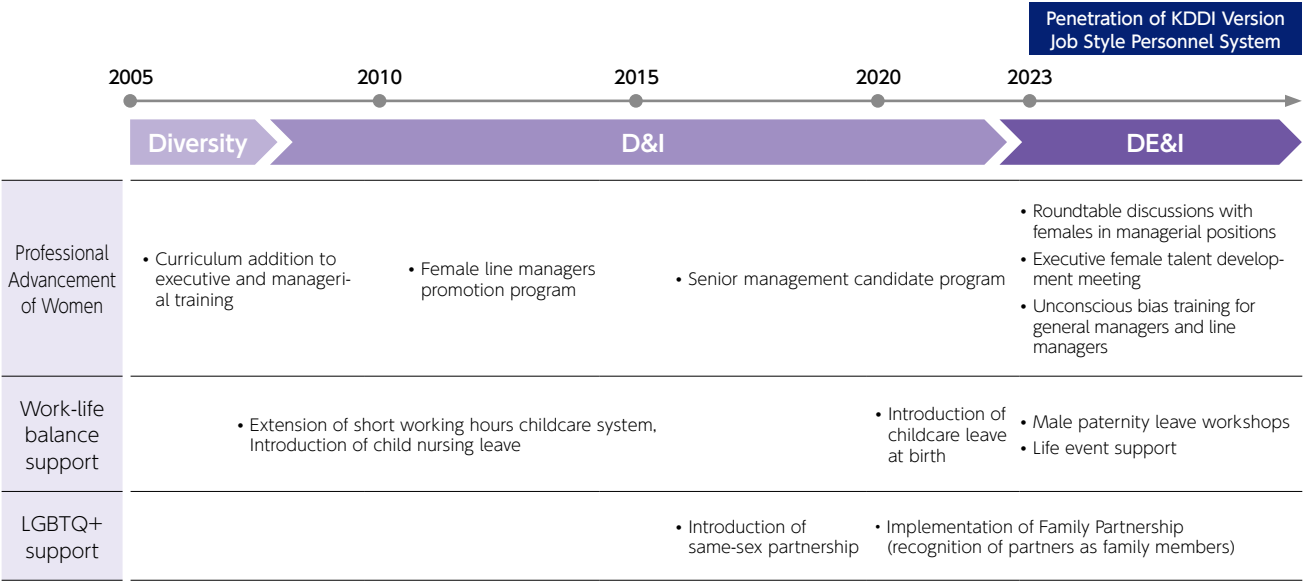 Penetration of KDDI Version
Job Style Personnel System
2005
2010
2015
2020
2023
Diversity
D&I
DE&I
Professional
Advancement
of Women
• Curriculum addition to
executive and manageri-
al training
• Female line managers
promotion program
• Senior management candidate program
• Roundtable discussions with
females in managerial positions
• Executive female talent develop-
ment meeting
• Unconscious bias training for
general managers and line
managers
Work-life
balance
support
• Extension of short working hours childcare system,
Introduction of child nursing leave
• Introduction of
childcare leave
at birth
• Male paternity leave workshops
• Life event support
LGBTQ+
support
• Introduction of
same-sex partnership
• Implementation of Family Partnership
(recognition of partners as family members)